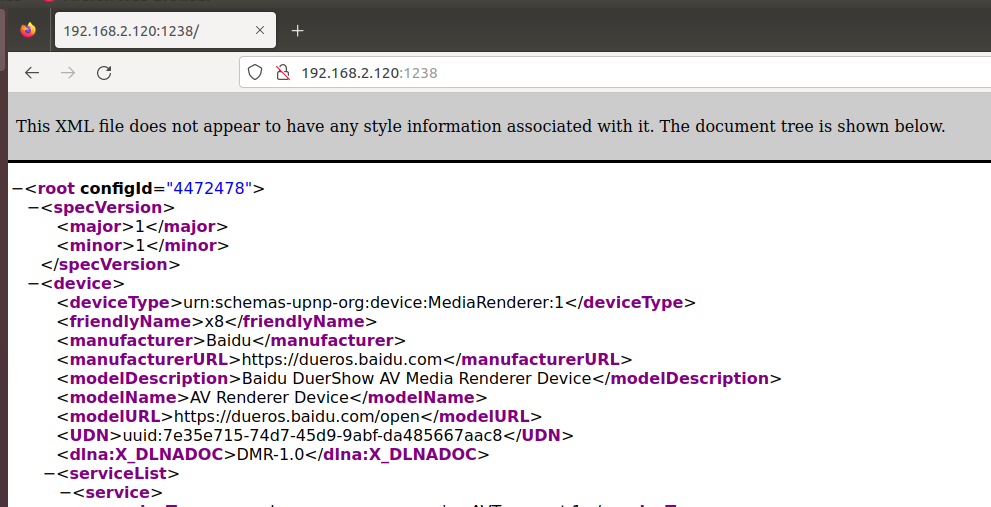 192.168.2.120:1238/
192.168.2.120:1238
This XML file does not appear to have any style information associated with it. The document tree is shown below.
−<root configId="4472478">
−<specVersion>
<major>1</major>
<minor>1</minor>
</specVersion>
−<device>
<deviceType>urn:schemas-upnp-org:device:MediaRenderer:1</deviceType>
<friendlyName>x8</friendlyName>
<manufacturer>Baidu</manufacturer>
<manufacturerURL>https://dueros.baidu.com</manufacturerURL>
<modelDescription>Baidu DuerShow AV Media Renderer Device</modelDescription>
<modelName>AV Renderer Device</modelName>
<modelURL>https://dueros.baidu.com/open</modelURL>
<UDN>uuid:7e35e715-74d7-45d9-9abf-da485667aac8</UDN>
<dlna:X_DLNADOC>DMR-1.0</dlna:X_DLNADOC>
−<serviceList>
−<service>